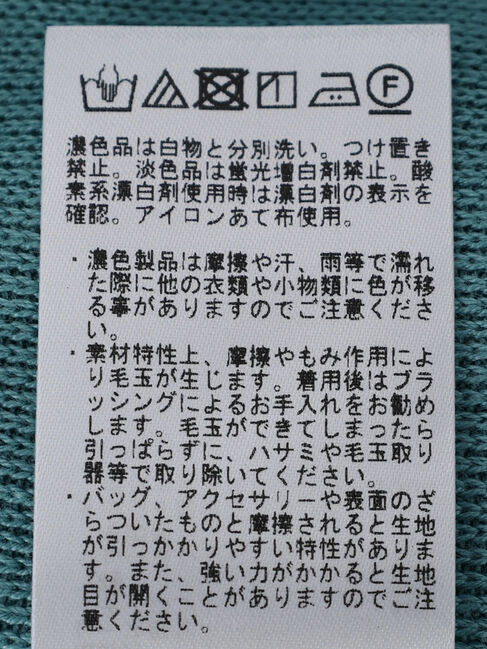 F
濃色品は白物と分別洗い。つけ置き
禁止。淡色品は蛍光増白剤禁止。酸
素系漂白剤使用時は漂白剤の表示を
確認。アイロンあて布使用。
・濃色製品は摩擦や汗、雨等で濡れ
た際に他の衣類や小物類に色が移
る事がありますのでご注意くださ
い。
・素材特性上、摩擦やもみ作用によ
り毛玉が生じます。着用後はブラ
ッシングによるお手入れをお勧め
します。毛玉ができてしまったら
引っぱらずに、ハサミや毛玉取り
器等で取り除いてください。
・バッグ、アクセサリーや表面のざ
らついたものと摩擦されると生地
が引っかかりやすい特性がありま
す。また、強い力がかかると生地
目が開くことがありますのでご注
意ください。